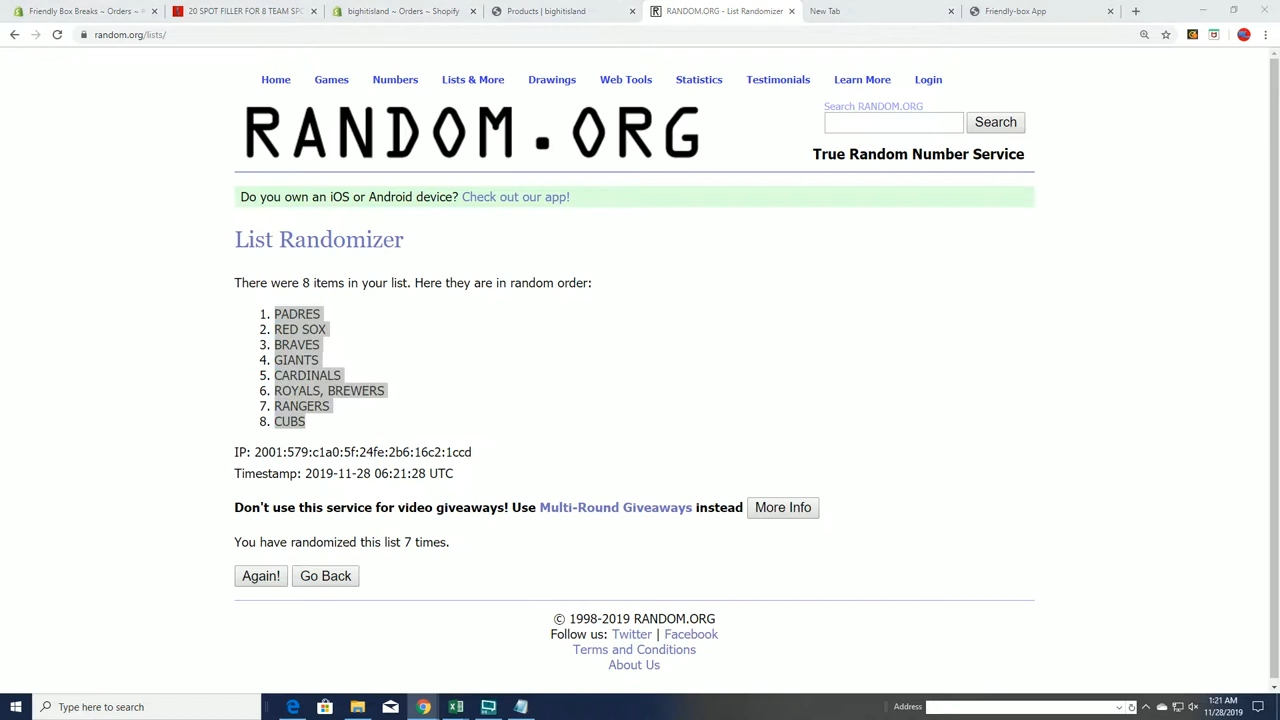 Friendly Box Breaks ~ Orders ~ P
20 SPOT FILLER FOR 8 TEAM SPO
bighitisland ~ Orders ~ Shopify
Products | bighitisland
RANDOM.ORG - List Randomizer
New Tab
Friendly-box App
random.org/lists/
Home Games Numbers Lists & More Drawings Web Tools Statistics Testimonials Learn More Login
RANDOM.ORG
Search RANDOM.ORG
Search
True Random Number Service
Do you own an iOS or Android device? Check out our app!
List Randomizer
There were 8 items in your list. Here they are in random order:
1. PADRES
2. RED SOX
3. BRAVES
4. GIANTS
5. CARDINALS
6. ROYALS, BREWERS
7. RANGERS
8. CUBS
IP: 2001:579:c1a0:5f:24fe:2b6:16c2:1ccd
Timestamp: 2019-11-28 06:21:28 UTC
Don't use this service for video giveaways! Use Multi-Round Giveaways instead More Info
You have randomized this list 7 times.
Again! Go Back
© 1998-2019 RANDOM.ORG
Follow us: Twitter | Facebook
Terms and Conditions
About Us
Type here to search
Address
1:21 AM
11/28/2019